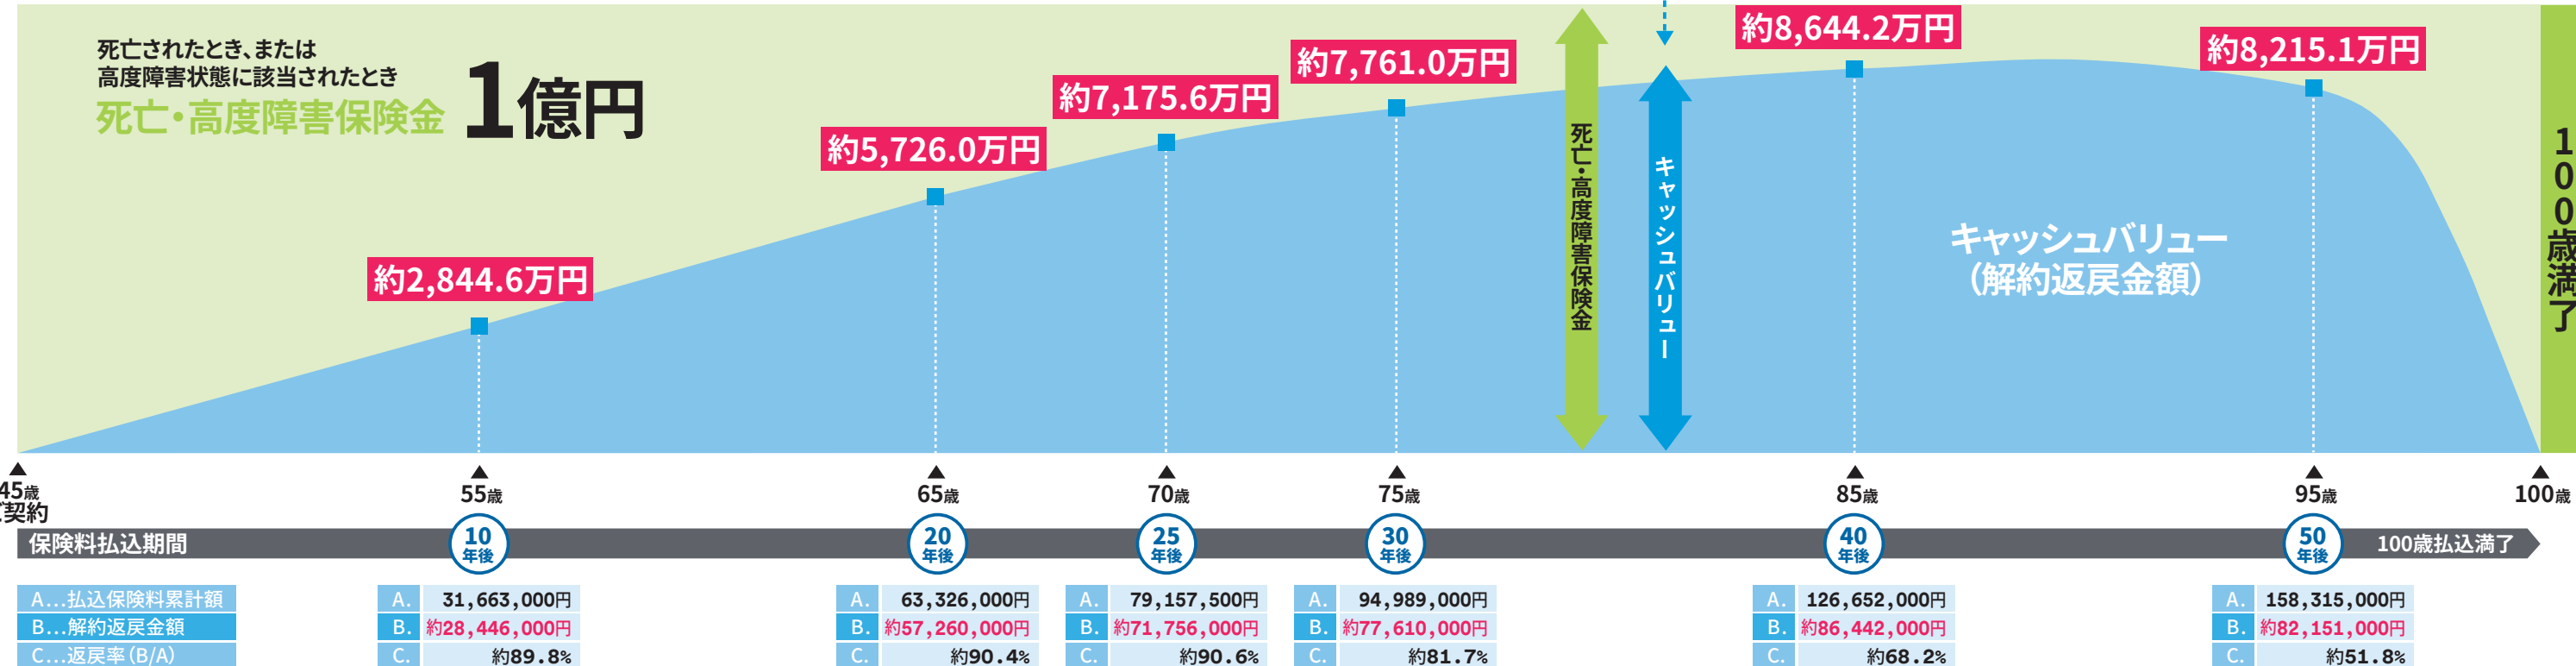 死亡されたとき、または
高度障害状態に該当されたとき
死亡・高度障害保険金 1億円
約2,844.6万円
約5,726.0万円
約7,175.6万円
約7,761.0万円
約8,644.2万円
約8,215.1万円
死亡・高度障害保険金
キャッシュバリュー
キャッシュバリュー
（解約返戻金額）
100歳満了
45歳
ご契約
55歳
65歳
70歳
75歳
85歳
95歳
100歳
保険料払込期間
10
年後
20
年後
25
年後
30
年後
40
年後
50
年後
100歳払込満了
A…払込保険料累計額
B…解約返戻金額
C…返戻率（B/A）
A. 31,663,000円
B. 約28,446,000円
C. 約89.8%
A. 63,326,000円
B. 約57,260,000円
C. 約90.4%
A. 79,157,500円
B. 約71,756,000円
C. 約90.6%
A. 94,989,000円
B. 約77,610,000円
C. 約81.7%
A. 126,652,000円
B. 約86,442,000円
C. 約68.2%
A. 158,315,000円
B. 約82,151,000円
C. 約51.8%